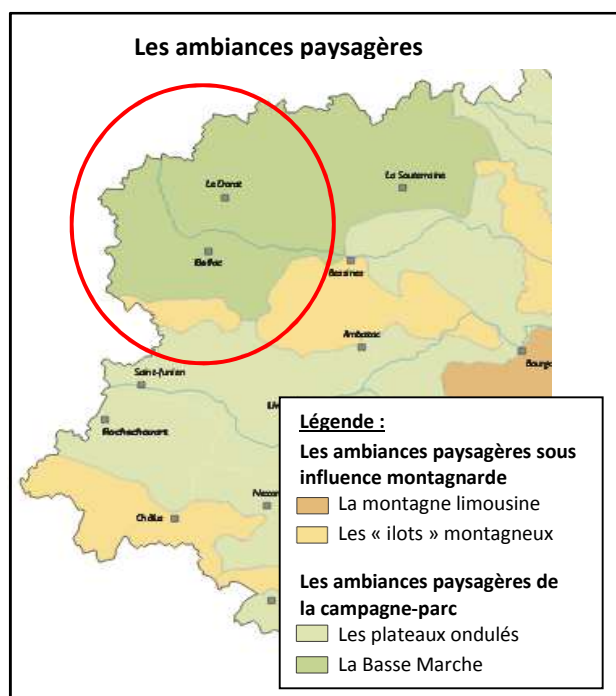 Les ambiances paysagères
Le Dorat
La Souterraine
Bellac
Bessines
Ambazac
Saint-Junien
Rochechouart
Châlus
Légende :
Les ambiances paysagères sous
influence montagnarde
La montagne limousine
Les « ilots » montagneux
Les ambiances paysagères de
la campagne-parc
Les plateaux ondulés
La Basse Marche